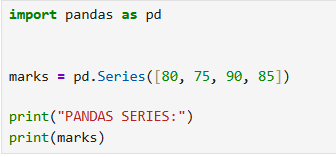 import pandas as pd
marks = pd.Series([80, 75, 90, 85])
print("PANDAS SERIES:")
print(marks)